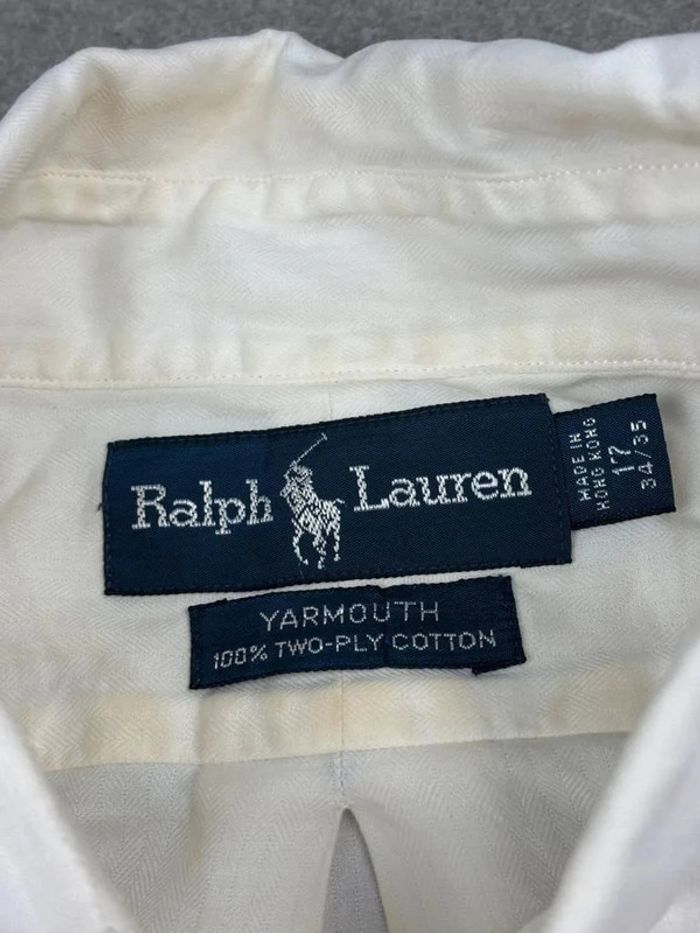 Ralph Lauren
MADE IN
HONG KONG
17
34/35
YARMOUTH
100% TWO-PLY COTTON